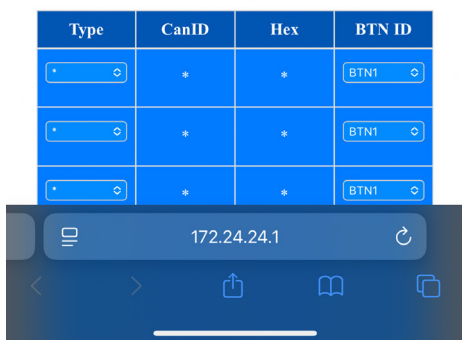 Type CanID Hex BTN ID
* * * BTN1
* * * BTN1
* * * BTN1
172.24.24.1